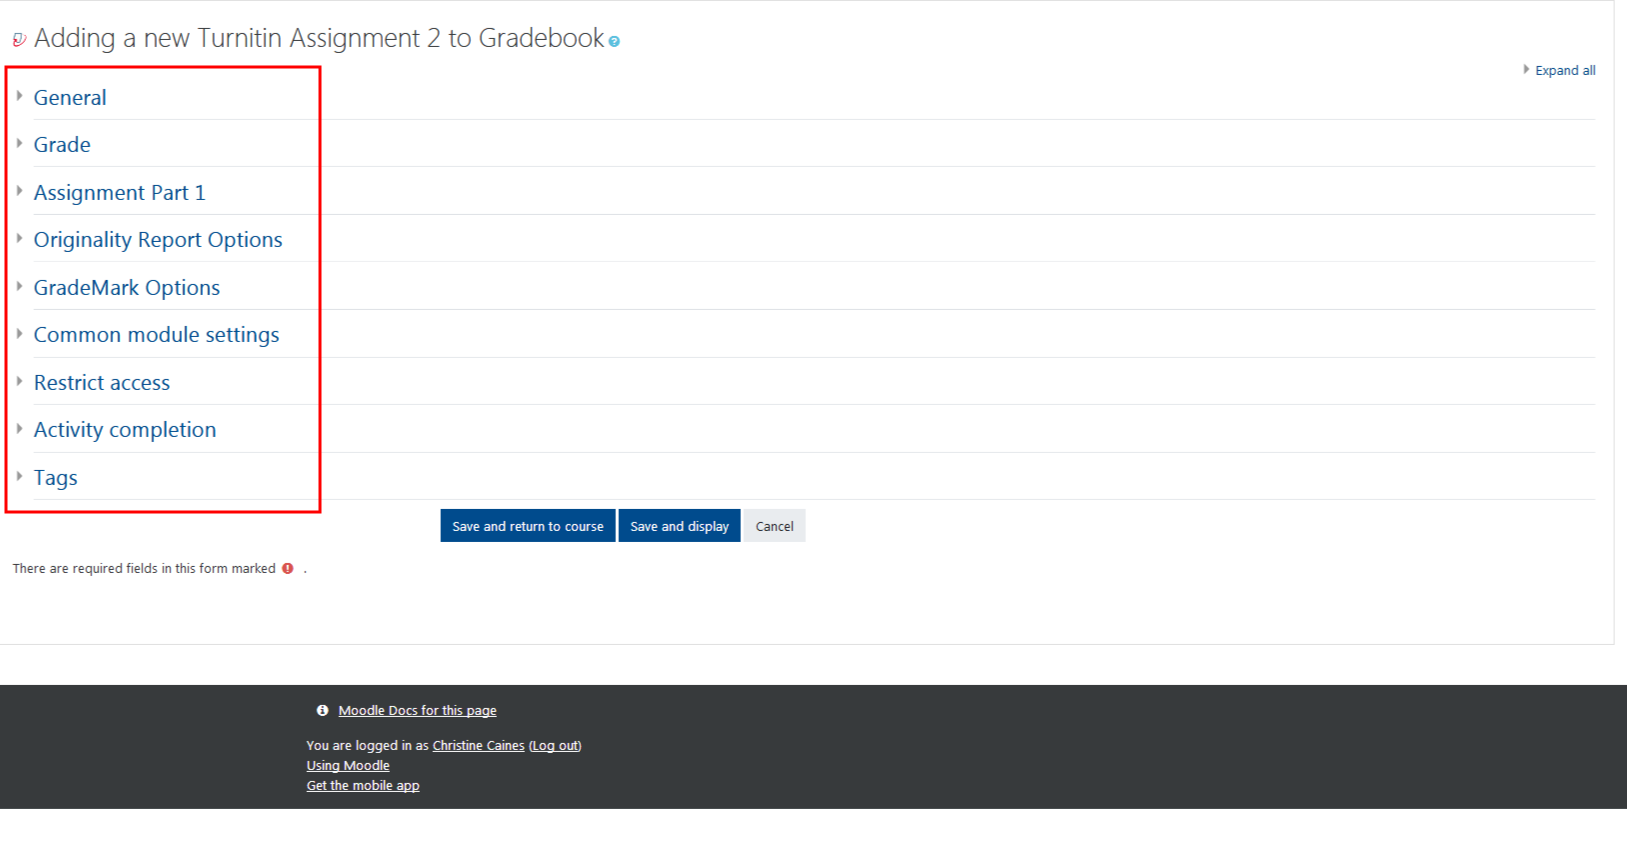 Adding a new Turnitin Assignment 2 to Gradebook
Expand all
General
Grade
Assignment Part 1
Originality Report Options
GradeMark Options
Common module settings
Restrict access
Activity completion
Tags
Save and return to course Save and display Cancel
There are required fields in this form marked .
Moodle Docs for this page
You are logged in as Christine Caines (Log out)
Using Moodle
Get the mobile app